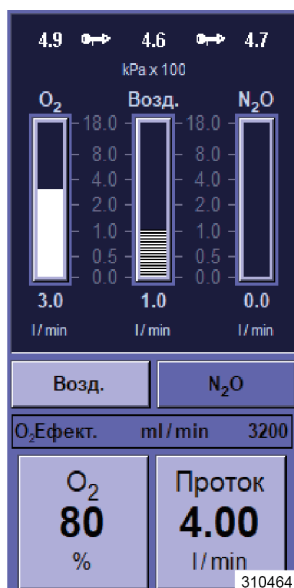 4.9 4.6 4.7
kPa x 100
O₂ Возд. N₂O
18.0 18.0
8.0 8.0
4.0 4.0
2.0 2.0
1.0 1.0
0.5 0.5
0.0 0.0
3.0 1.0 0.0
l/min l/min l/min
Возд. N₂O
O₂Ефект. ml/min 3200
O₂ Проток
80 4.00
% l/min
310464